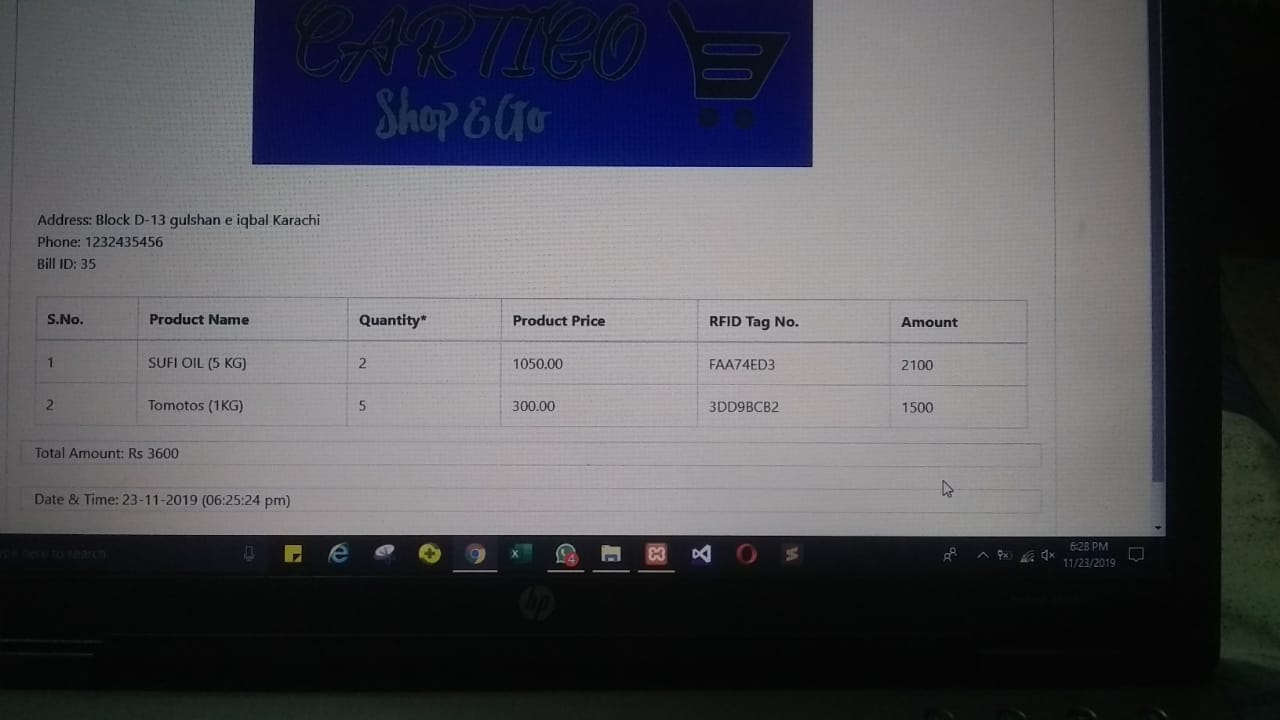 CARTIGO
Shop & Go
Address: Block D-13 gulshan e iqbal Karachi
Phone: 1232435456
Bill ID: 35
S.No. Product Name Quantity* Product Price RFID Tag No. Amount
1 SUFI OIL (5 KG) 2 1050.00 FAA74ED3 2100
2 Tomotos (1KG) 5 300.00 3DD9BCB2 1500
Total Amount: Rs 3600
Date & Time: 23-11-2019 (06:25:24 pm)
here to search
4
6:28 PM
11/23/2019
hp